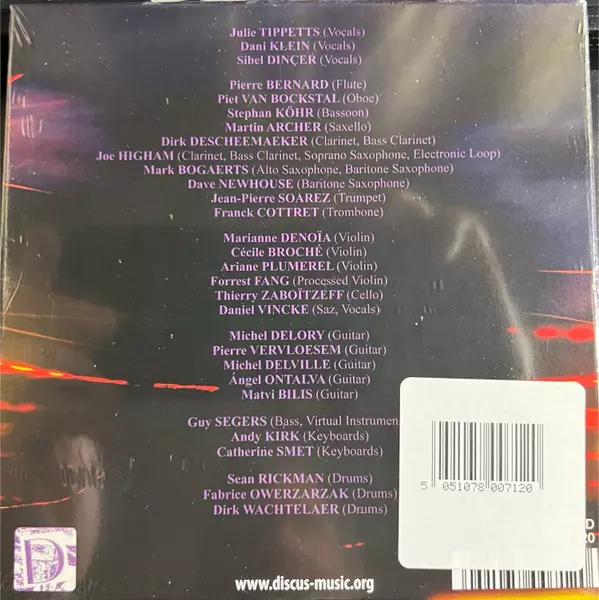 Julie TIPPETTS (Vocals)
Dani KLEIN (Vocals)
Sibel DINÇER (Vocals)
Pierre BERNARD (Flute)
Piet VAN BOCKSTAL (Oboe)
Stephan KÖHR (Bassoon)
Martin ARCHER (Saxello)
Dirk DESCHEEMAEKER (Clarinet, Bass Clarinet)
Joe HIGHAM (Clarinet, Bass Clarinet, Soprano Saxophone, Electronic Loop)
Mark BOGAERTS (Alto Saxophone, Baritone Saxophone)
Dave NEWHOUSE (Baritone Saxophone)
Jean-Pierre SOAREZ (Trumpet)
Franck COTTRET (Trombone)
Marianne DENOÏA (Violin)
Cécile BROCHÉ (Violin)
Ariane PLUMEREL (Violin)
Forrest FANG (Processed Violin)
Thierry ZABOÏTZEFF (Cello)
Daniel VINCKE (Saz, Vocals)
Michel DELORY (Guitar)
Pierre VERVLOESEM (Guitar)
Michel DELVILLE (Guitar)
Ángel ONTALVA (Guitar)
Matvi BILIS (Guitar)
Guy SEGERS (Bass, Virtual Instrumen
Andy KIRK (Keyboards)
Catherine SMET (Keyboards)
Sean RICKMAN (Drums)
Fabrice OWERZARZAK (Drums)
Dirk WACHTELAER (Drums)
5 051078 007120
D
20
D
www.discus-music.org